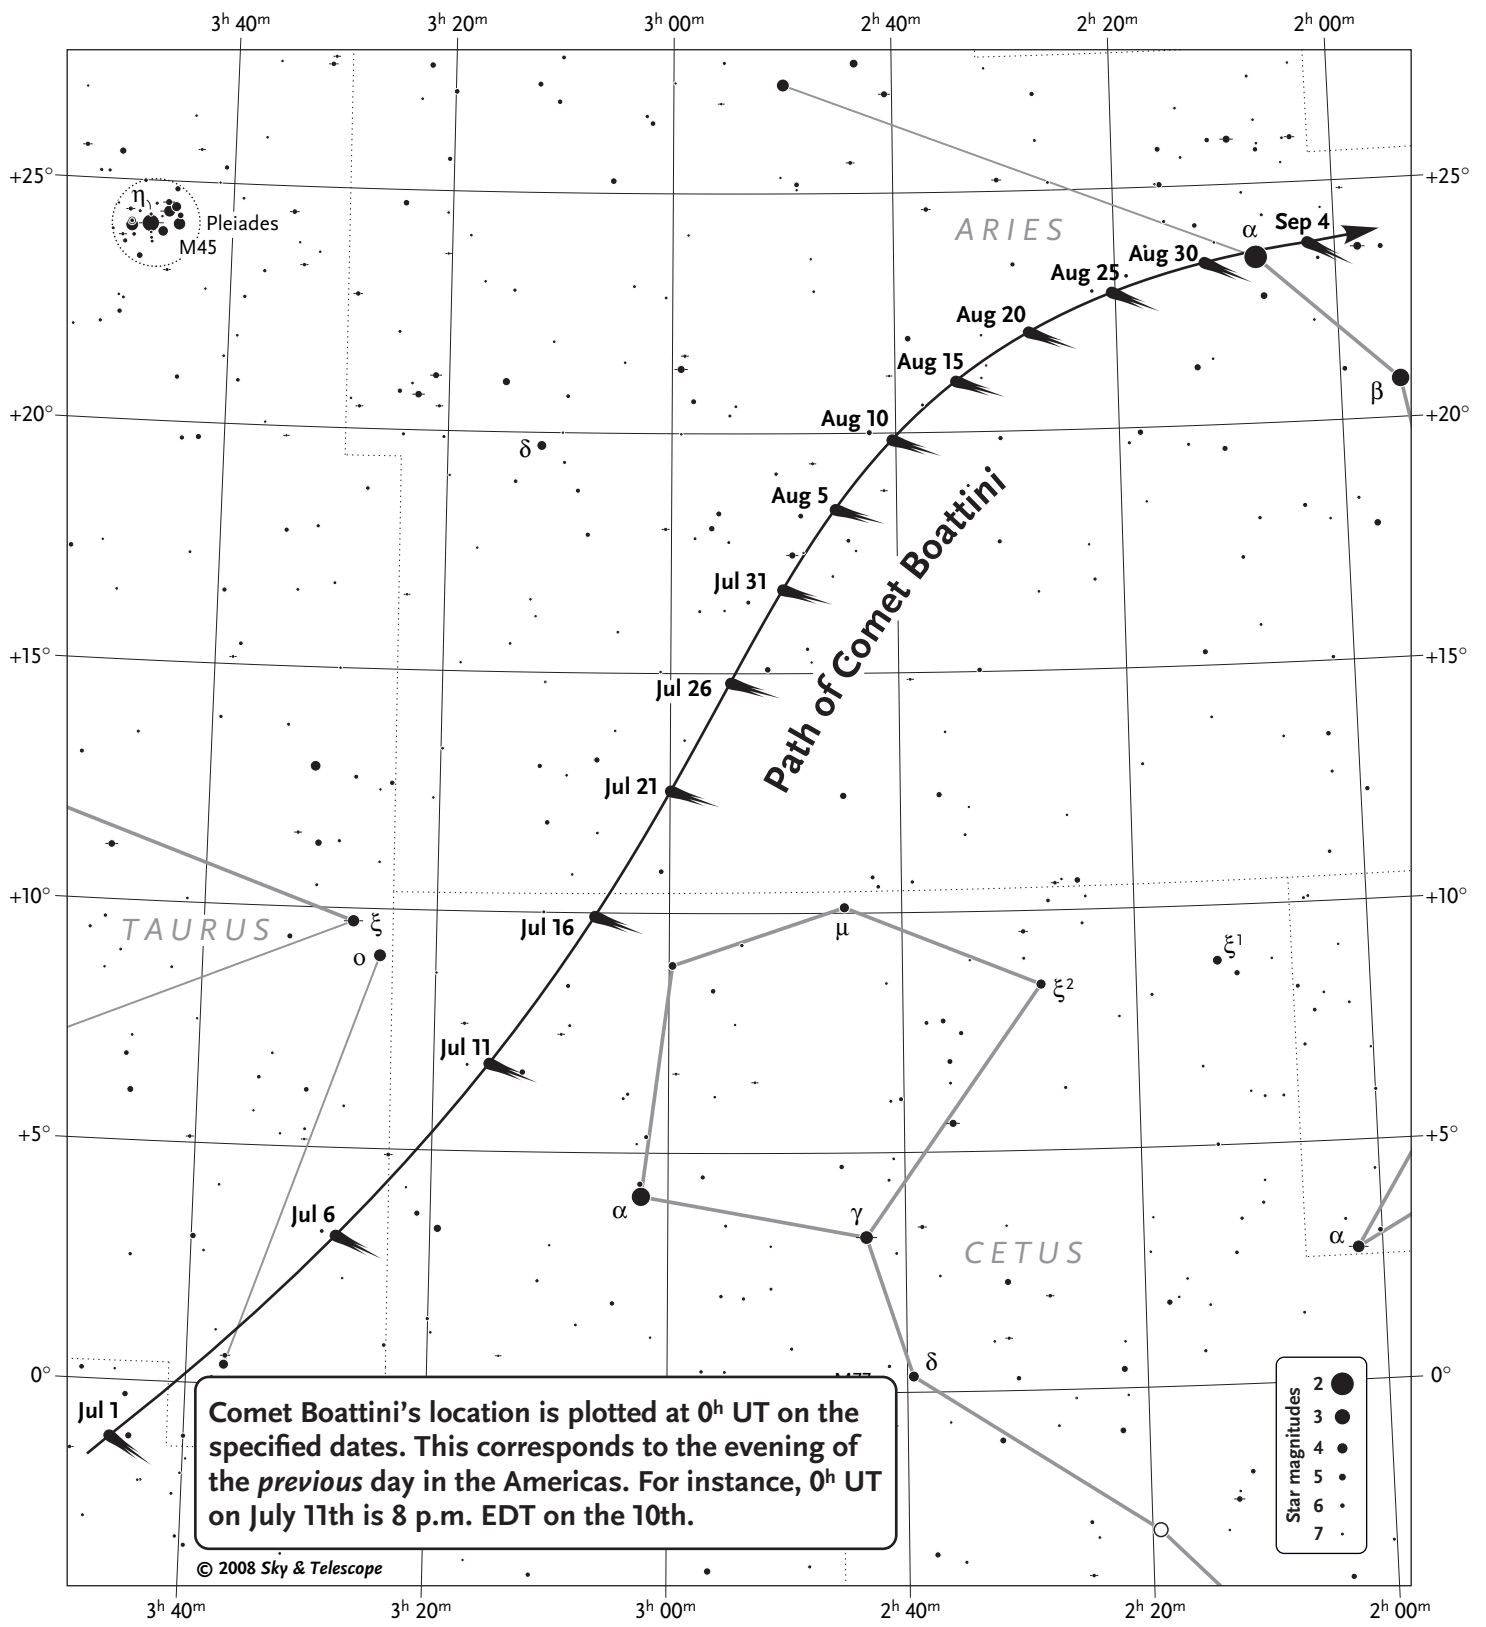 3ʰ 40ᵐ 3ʰ 20ᵐ 3ʰ 00ᵐ 2ʰ 40ᵐ 2ʰ 20ᵐ 2ʰ 00ᵐ
+25° +25°
η
Pleiades
M45
ARIES
α
Sep 4
Aug 30
Aug 25
Aug 20
Aug 15
β
+20° +20°
Aug 10
δ
Aug 5
Path of Comet Boattini
Jul 31
+15° +15°
Jul 26
Jul 21
+10° +10°
TAURUS
ξ
ο
Jul 16
μ
ξ¹
ξ²
Jul 11
+5° +5°
α
Jul 6
γ
CETUS
α
0° 0°
δ
Jul 1
Comet Boattini's location is plotted at 0ʰ UT on the
specified dates. This corresponds to the evening of
the previous day in the Americas. For instance, 0ʰ UT
on July 11th is 8 p.m. EDT on the 10th.
Star magnitudes
2
3
4
5
6
7
© 2008 Sky & Telescope
3ʰ 40ᵐ 3ʰ 20ᵐ 3ʰ 00ᵐ 2ʰ 40ᵐ 2ʰ 20ᵐ 2ʰ 00ᵐ